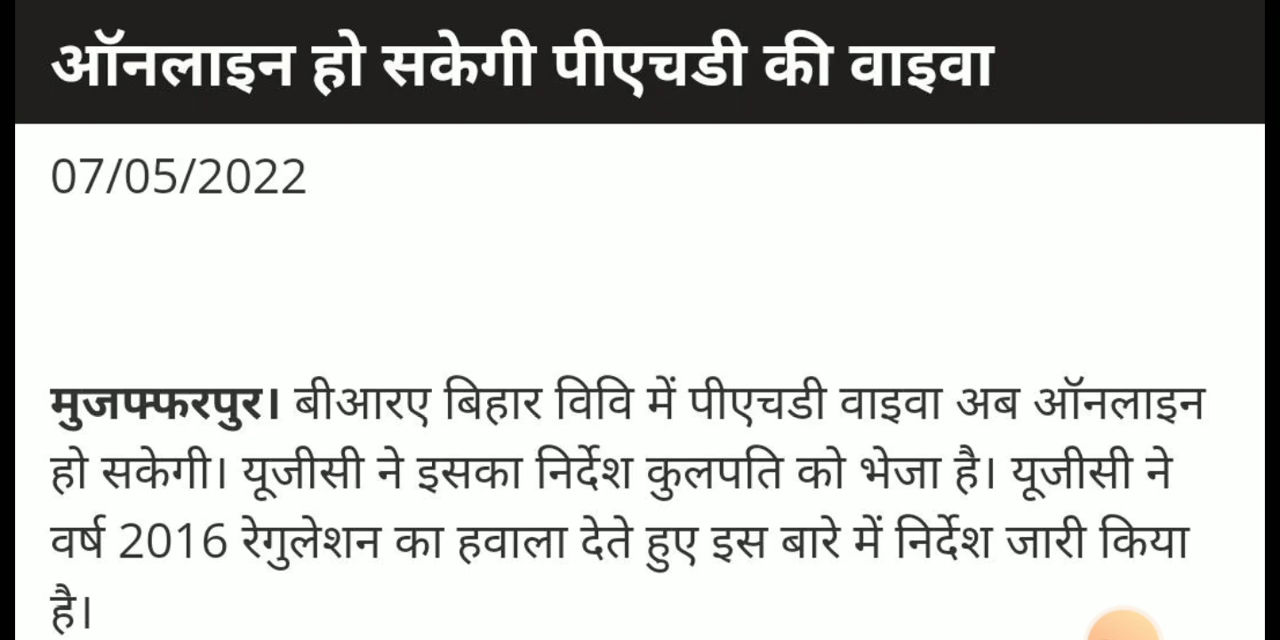 ऑनलाइन हो सकेगी पीएचडी की वाइवा
07/05/2022
मुजफ्फरपुर। बीआरए बिहार विवि में पीएचडी वाइवा अब ऑनलाइन
हो सकेगी। यूजीसी ने इसका निर्देश कुलपति को भेजा है। यूजीसी ने
वर्ष 2016 रेगुलेशन का हवाला देते हुए इस बारे में निर्देश जारी किया
है।